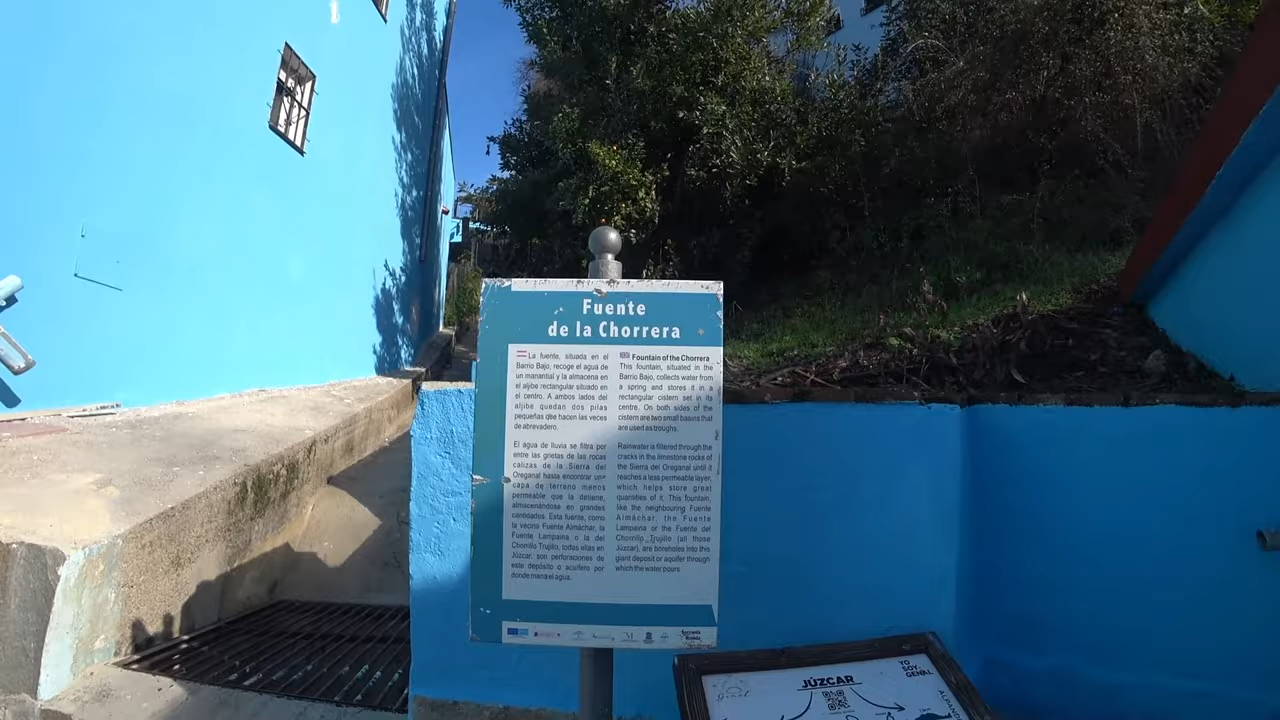 Fuente
de la Chorrera
La fuente, situada en el
Barrio Bajo, recoge el agua de
un manantial y la almacena en
el aljibe rectangular situado en
el centro. A ambos lados del
aljibe quedan dos pilas
pequeñas que hacen las veces
de abrevadero.
El agua de lluvia se filtra por
entre las grietas de las rocas
calizas de la Sierra del
Oreganal hasta encontrar una
capa de terreno menos
permeable que la detiene,
almacenándose en grandes
cantidades. Esta fuente, como
la vecina Fuente Almáchar, la
Fuente Lampaina o la del
Chorrillo Trujillo, todas ellas en
Júzcar, son perforaciones de
este depósito o acuífero por
donde mana el agua.
Fountain of the Chorrera
This fountain, situated in the
Barrio Bajo, collects water from
a spring and stores it in a
rectangular cistern set in its
centre. On both sides of the
cistern are two small basins that
are used as troughs.
Rainwater is filtered through the
cracks in the limestone rocks of
the Sierra del Oreganal until it
reaches a less permeable layer,
which helps store great
quantities of it. This fountain,
like the neighbouring Fuente
Almáchar, the Fuente
Lampaina or the Fuente del
Chorrillo Trujillo (all those
Júzcar), are boreholes into this
giant deposit or aquifer through
which the water pours
JÚZCAR
YO
SOY
GENAL
Genal